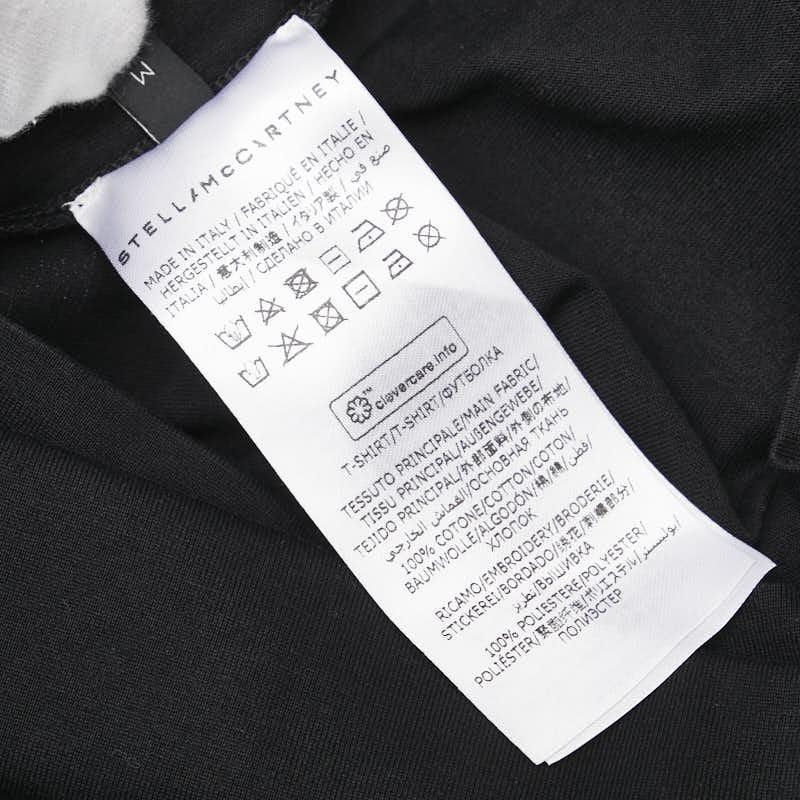 M
STELLA McCARTNEY
MADE IN ITALY / FABRIQUÉ EN ITALIE /
HERGESTELLT IN ITALIEN / HECHO EN
ITALIA / 意大利制造 / イタリア製 / صنع في
إيطاليا / СДЕЛАНО В ИТАЛИИ
clevercare.info
T-SHIRT/T-SHIRT/ФУТБОЛКА
TESSUTO PRINCIPALE/MAIN FABRIC/
TISSU PRINCIPAL/AUSSENGEWEBE/
TEJIDO PRINCIPAL/外部面料/外側の布地/
القماش الخارجي/ОСНОВНАЯ ТКАНЬ
100% COTONE/COTTON/COTON/
BAUMWOLLE/ALGODÓN/棉/綿/قطن/
ХЛОПОК
RICAMO/EMBROIDERY/BRODERIE/
STICKEREI/BORDADO/绣花/刺繍部分/
تطريز/ВЫШИВКА
100% POLIESTERE/POLYESTER/
POLIÉSTER/聚酯纤维/ポリエステル/بوليستر/
ПОЛИЭСТЕР